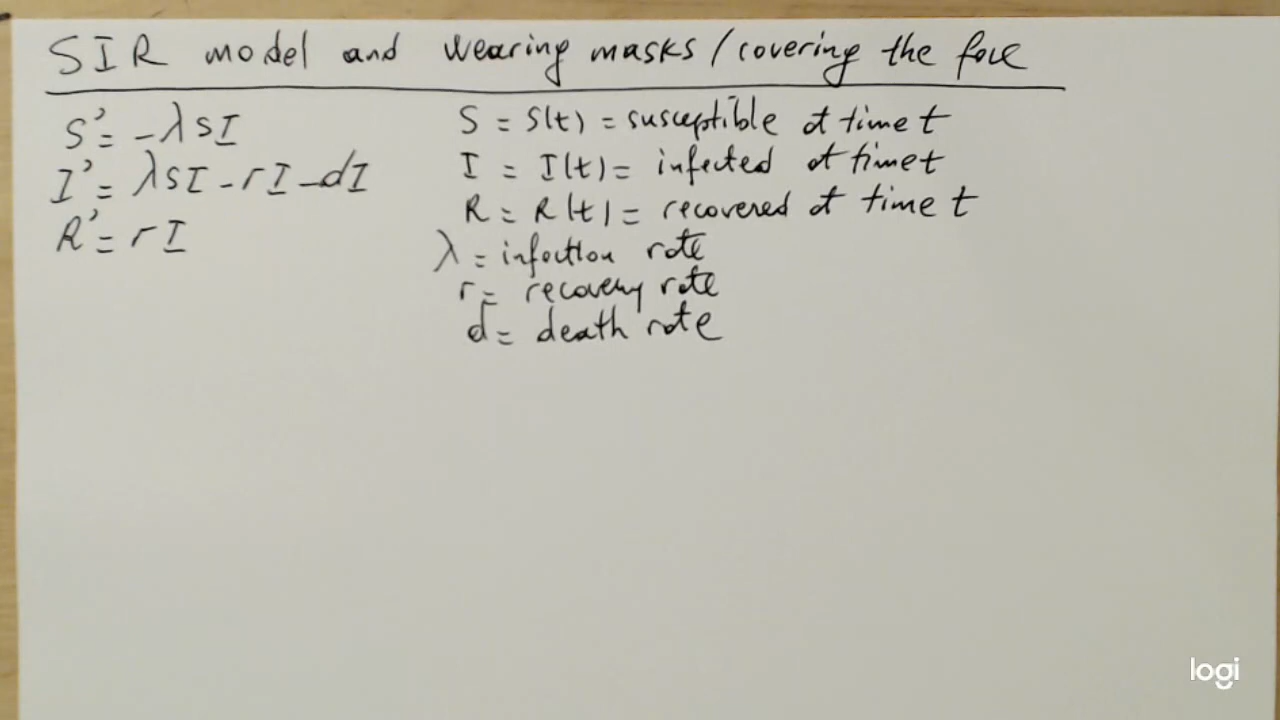 SIR model and wearing masks / covering the face
S' = -λSI
I' = λSI - rI - dI
R' = rI
S = S(t) = susceptible at time t
I = I(t) = infected at time t
R = R(t) = recovered at time t
λ = infection rate
r = recovery rate
d = death rate
logi